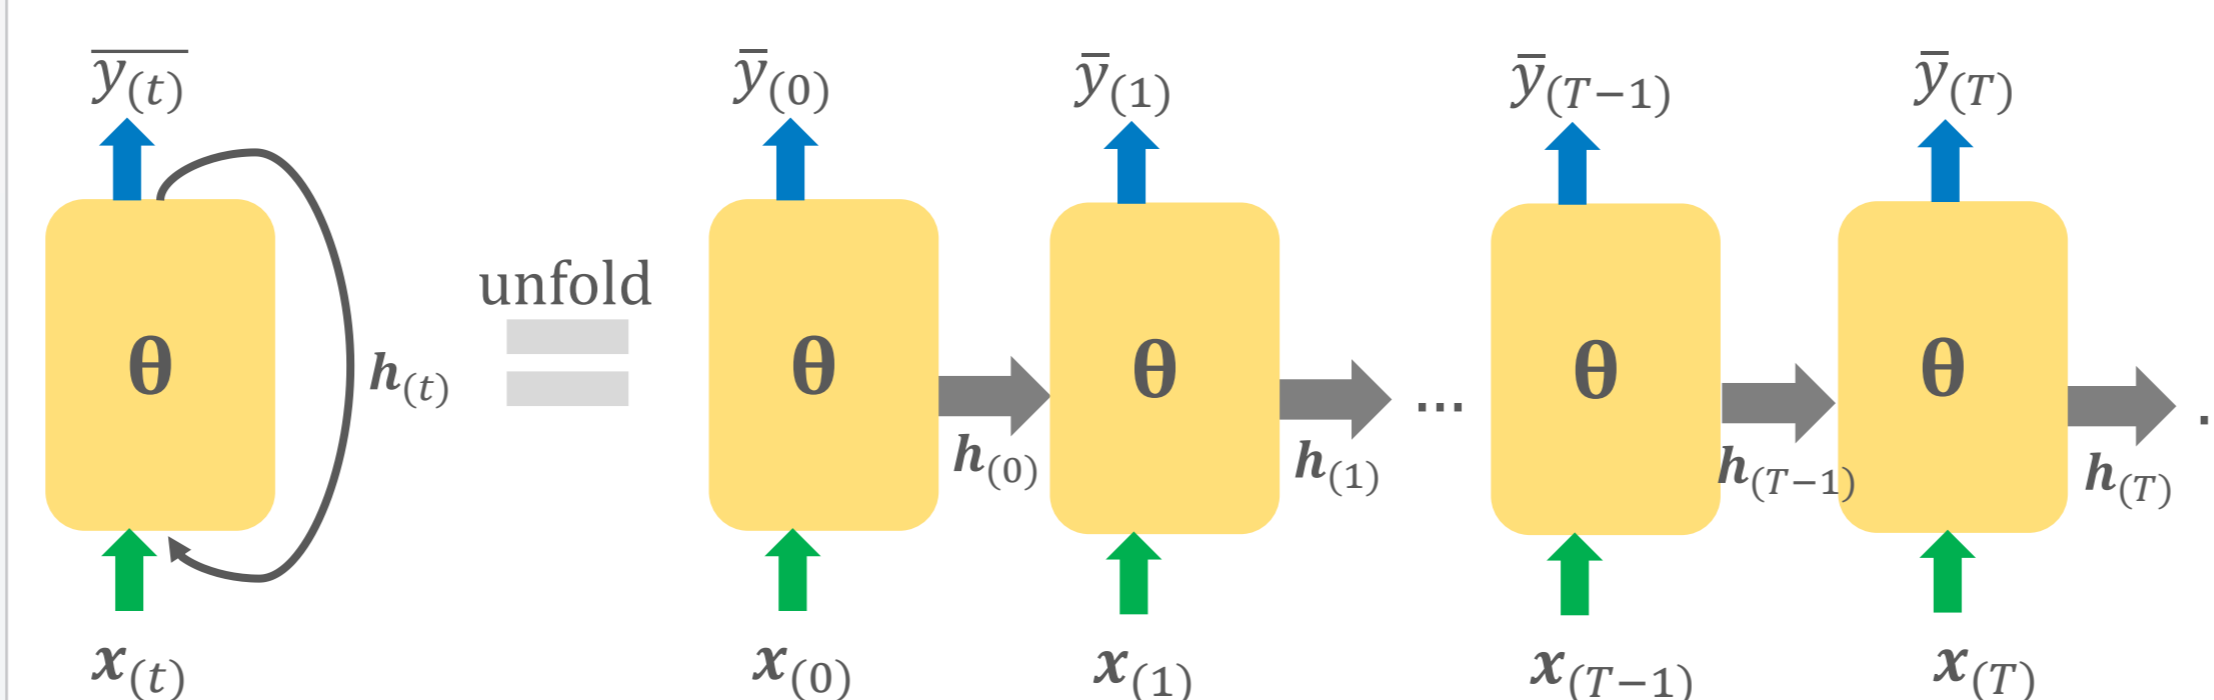 y̅₍t₎ y̅₍0₎ y̅₍1₎ y̅₍T−1₎ y̅₍T₎
unfold
θ θ θ ... θ θ .
h₍t₎ h₍0₎ h₍1₎ h₍T−1₎ h₍T₎
x₍t₎ x₍0₎ x₍1₎ x₍T−1₎ x₍T₎